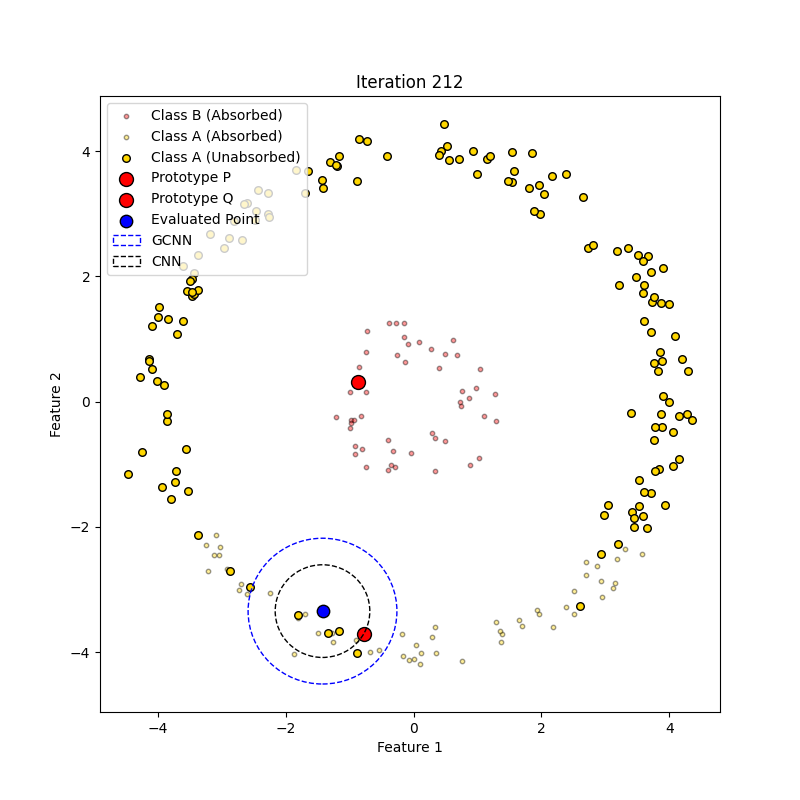 Iteration 212
Class B (Absorbed)
Class A (Absorbed)
Class A (Unabsorbed)
Prototype P
Prototype Q
Evaluated Point
GCNN
CNN
Feature 2
4
2
0
−2
−4
−4
−2
0
2
4
Feature 1